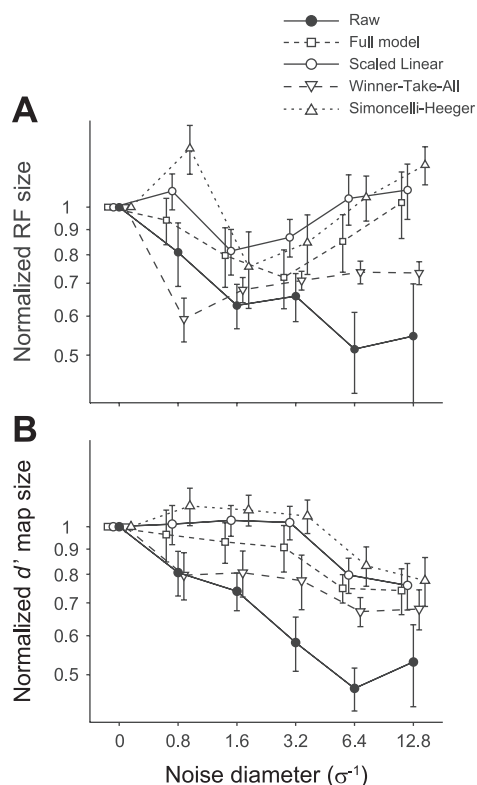 Raw
Full model
Scaled Linear
Winner-Take-All
Simoncelli-Heeger
A
Normalized RF size
1
0.9
0.8
0.7
0.6
0.5
B
Normalized d' map size
1
0.9
0.8
0.7
0.6
0.5
0 0.8 1.6 3.2 6.4 12.8
Noise diameter (σ⁻¹)